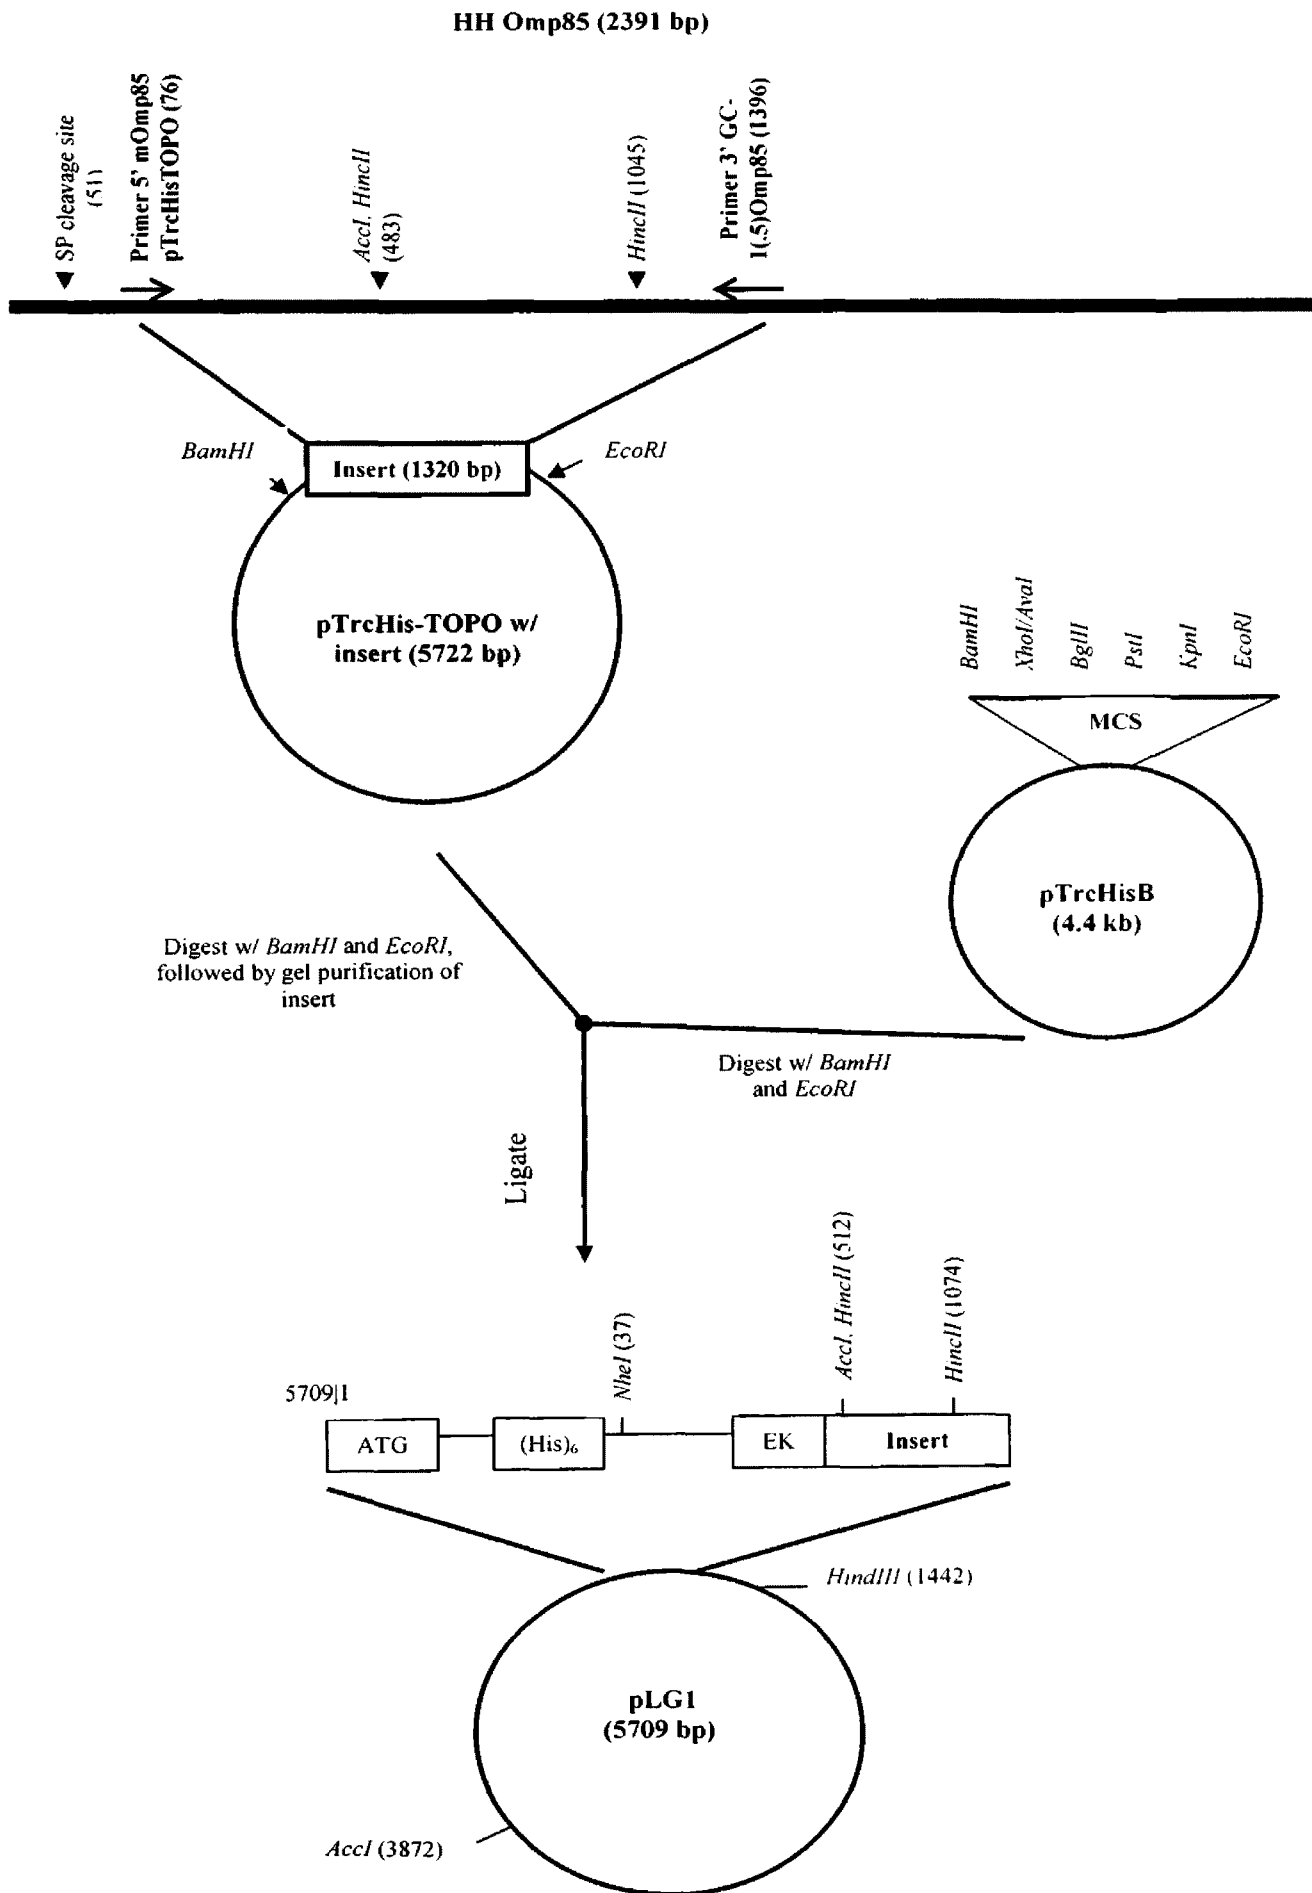 HH Omp85 (2391 bp)
SP cleavage site
(51)
Primer 5' mOmp85
pTrcHisTOPO (76)
AccI, HincII
(483)
HincII (1045)
Primer 3' GC-
1(.5)Omp85 (1396)
BamHI
Insert (1320 bp)
EcoRI
pTrcHis-TOPO w/
insert (5722 bp)
BamHI
XhoI/AvaI
BglII
PstI
KpnI
EcoRI
MCS
pTrcHisB
(4.4 kb)
Digest w/ BamHI and EcoRI,
followed by gel purification of
insert
Digest w/ BamHI
and EcoRI
Ligate
5709|1
NheI (37)
AccI, HincII (512)
HincII (1074)
ATG
(His)₆
EK
Insert
HindIII (1442)
pLG1
(5709 bp)
AccI (3872)